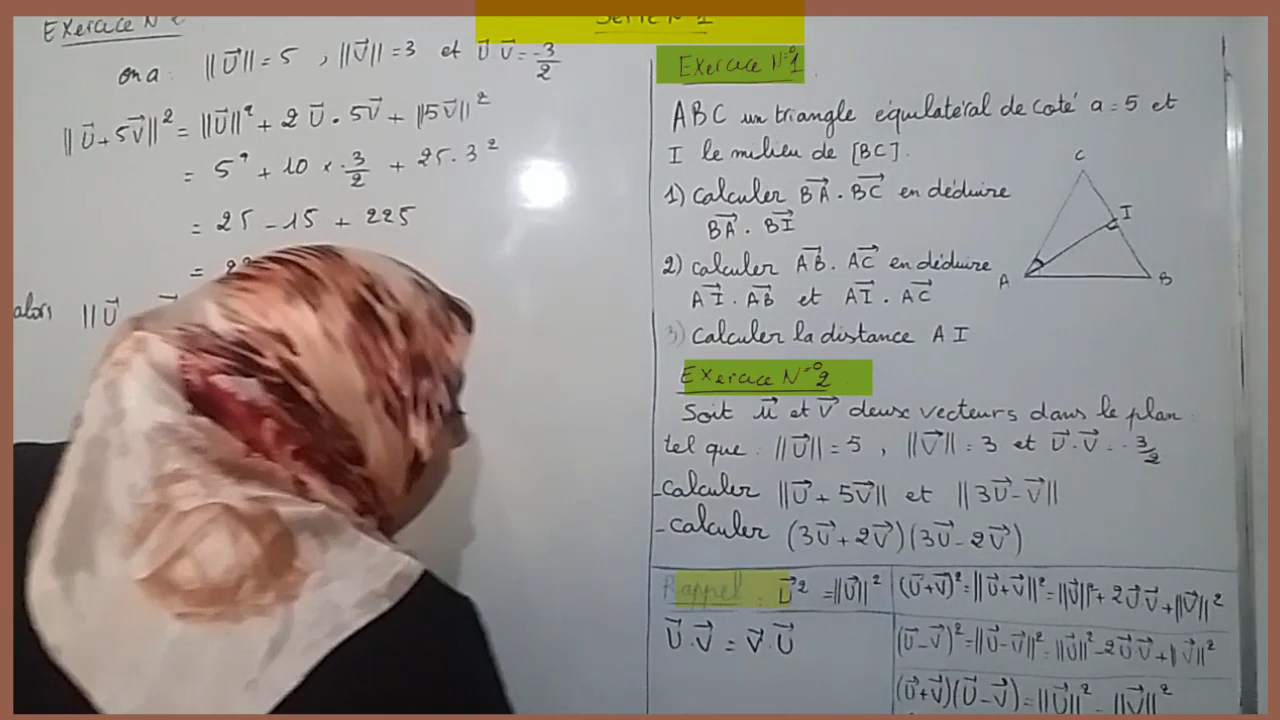 Exercice N°
on a : ||U⃗|| = 5 , ||V⃗|| = 3 et U⃗ V⃗ = -3/2
||U⃗ + 5V⃗||² = ||U⃗||² + 2 U⃗ . 5V⃗ + ||5V⃗||²
= 5² + 10 × -3/2 + 25 . 3²
= 25 - 15 + 225
=
alors ||U⃗
Série N°1
Exercice N°1
ABC un triangle équilatéral de coté a = 5 et
I le milieu de [BC].
1) calculer BA⃗ . BC⃗ en déduire
BA⃗ . BI⃗
2) calculer AB⃗ . AC⃗ en déduire
AI⃗ . AB⃗ et AI⃗ . AC⃗
3) calculer la distance A I
C
I
A
B
Exercice N°2
Soit u⃗ et V⃗ deux vecteurs dans le plan
tel que : ||U⃗|| = 5 , ||V⃗|| = 3 et U⃗.V⃗ = -3/2
-calculer ||U⃗ + 5V⃗|| et ||3U⃗ - V⃗||
-calculer (3U⃗ + 2V⃗)(3U⃗ - 2V⃗)
Rappel : U⃗² = ||U⃗||²
U⃗ . V⃗ = V⃗ . U⃗
(U⃗+V⃗)² = ||U⃗+V⃗||² = ||U⃗||² + 2U⃗.V⃗ + ||V⃗||²
(U⃗-V⃗)² = ||U⃗-V⃗||² = ||U⃗||² - 2U⃗V⃗ + ||V⃗||²
(U⃗+V⃗)(U⃗-V⃗) = ||U⃗||² - ||V⃗||²